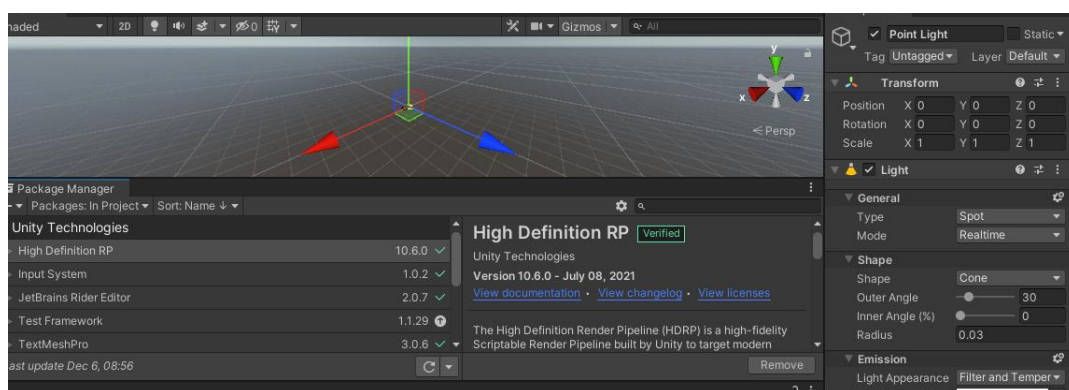 2D 0 Gizmos All
y
x z
Persp
Package Manager
Packages: In Project Sort: Name ↓
Unity Technologies
High Definition RP 10.6.0
Input System 1.0.2
JetBrains Rider Editor 2.0.7
Test Framework 1.1.29
TextMeshPro 3.0.6
ast update Dec 6, 08:56
High Definition RP Verified
Unity Technologies
Version 10.6.0 - July 08, 2021
View documentation • View changelog • View licenses
The High Definition Render Pipeline (HDRP) is a high-fidelity
Scriptable Render Pipeline built by Unity to target modern
Remove
Point Light Static
Tag Untagged Layer Default
Transform
Position X 0 Y 0 Z 0
Rotation X 0 Y 0 Z 0
Scale X 1 Y 1 Z 1
Light
General
Type Spot
Mode Realtime
Shape
Shape Cone
Outer Angle 30
Inner Angle (%) 0
Radius 0.03
Emission
Light Appearance Filter and Temper